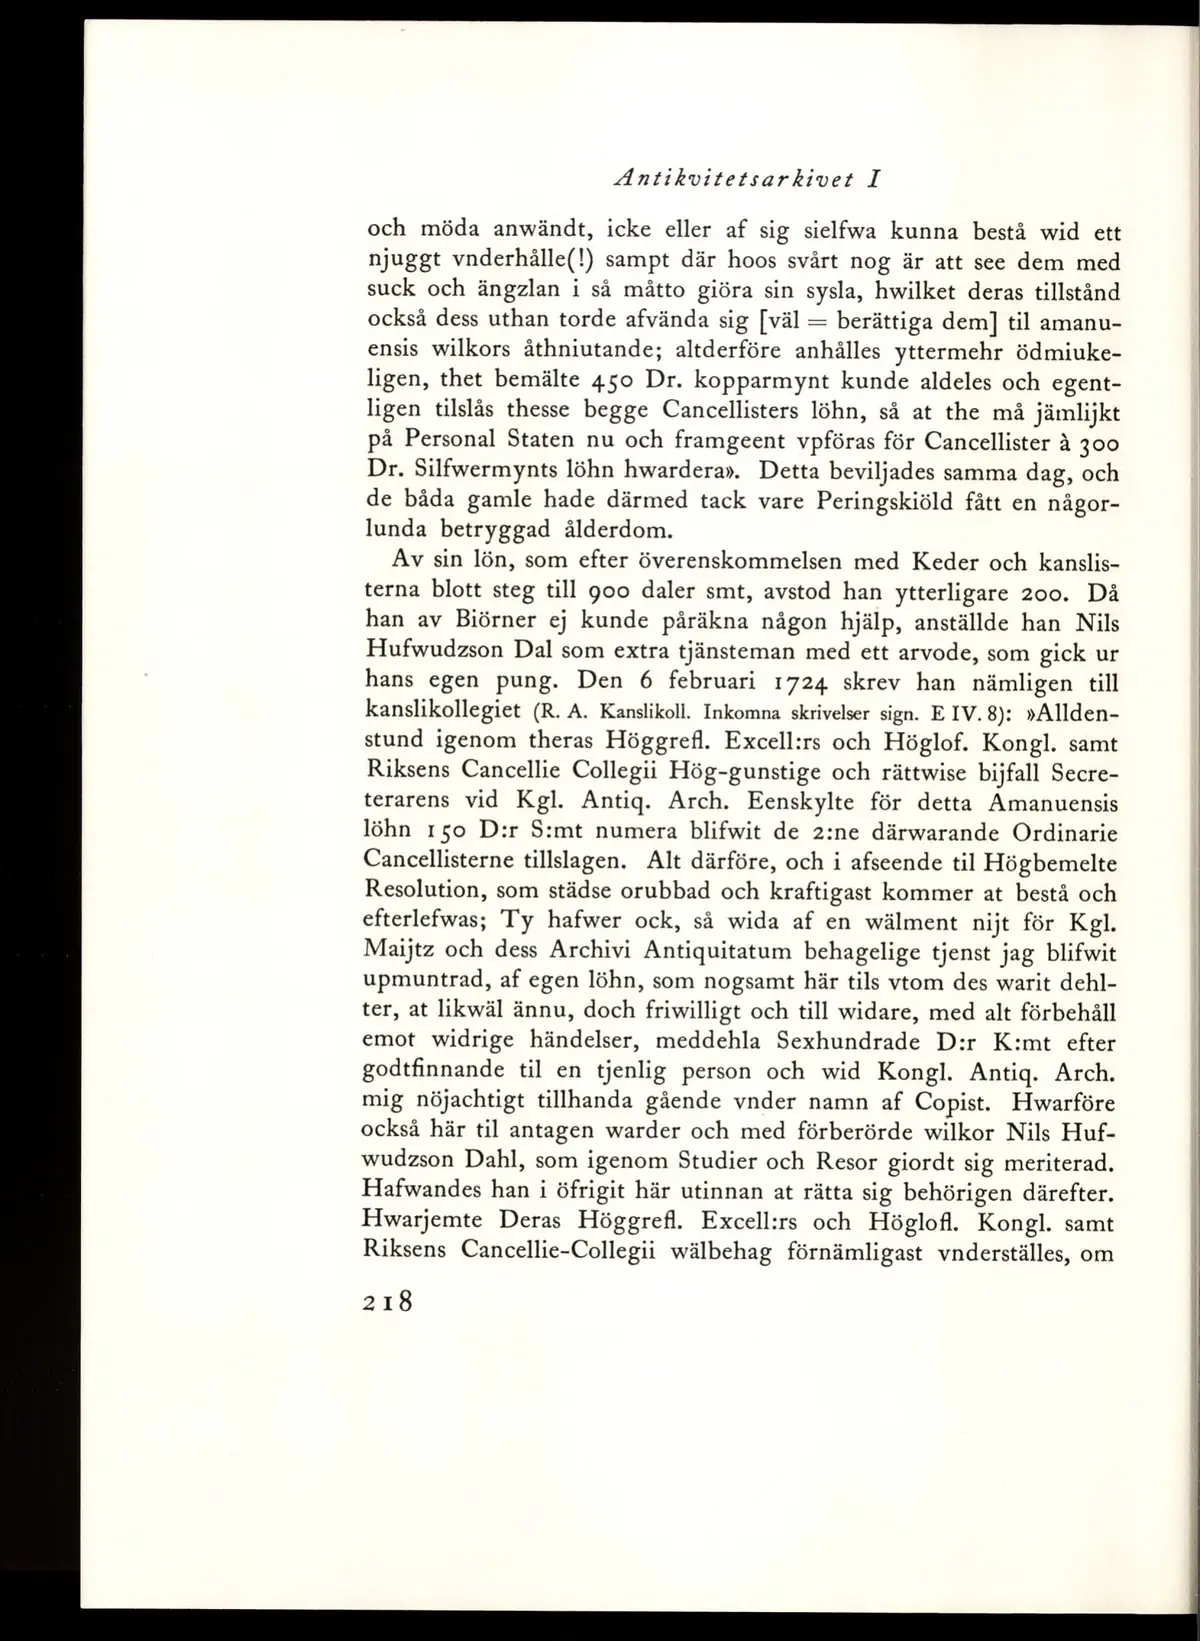 Antikvitetsarkivet I
och möda anwändt, icke eller af sig sielfwa kunna bestå wid ett
njuggt vnderhålle(!) sampt där hoos svårt nog är att see dem med
suck och ängzlan i så måtto giöra sin sysla, hwilket deras tillstånd
också dess uthan torde afvända sig [väl = berättiga dem] til amanu-
ensis wilkors åthniutande; altderföre anhålles yttermehr ödmiuke-
ligen, thet bemälte 450 Dr. kopparmynt kunde aldeles och egent-
ligen tilslås thesse begge Cancellisters löhn, så at the må jämlijkt
på Personal Staten nu och framgeent vpföras för Cancellister à 300
Dr. Silfwermynts löhn hwardera». Detta beviljades samma dag, och
de båda gamle hade därmed tack vare Peringskiöld fått en någor-
lunda betryggad ålderdom.
Av sin lön, som efter överenskommelsen med Keder och kanslis-
terna blott steg till 900 daler smt, avstod han ytterligare 200. Då
han av Biörner ej kunde påräkna någon hjälp, anställde han Nils
Hufwudzson Dal som extra tjänsteman med ett arvode, som gick ur
hans egen pung. Den 6 februari 1724 skrev han nämligen till
kanslikollegiet (R. A. Kanslikoll. Inkomna skrivelser sign. E IV. 8): »Allden-
stund igenom theras Höggrefl. Excell:rs och Höglof. Kongl. samt
Riksens Cancellie Collegii Hög-gunstige och rättwise bijfall Secre-
terarens vid Kgl. Antiq. Arch. Eenskylte för detta Amanuensis
löhn 150 D:r S:mt numera blifwit de 2:ne därwarande Ordinarie
Cancellisterne tillslagen. Alt därföre, och i afseende til Högbemelte
Resolution, som städse orubbad och kraftigast kommer at bestå och
efterlefwas; Ty hafwer ock, så wida af en wälment nijt för Kgl.
Maijtz och dess Archivi Antiquitatum behagelige tjenst jag blifwit
upmuntrad, af egen löhn, som nogsamt här tils vtom des warit dehl-
ter, at likwäl ännu, doch friwilligt och till widare, med alt förbehåll
emot widrige händelser, meddehla Sexhundrade D:r K:mt efter
godtfinnande til en tjenlig person och wid Kongl. Antiq. Arch.
mig nöjachtigt tillhanda gående vnder namn af Copist. Hwarföre
också här til antagen warder och med förberörde wilkor Nils Huf-
wudzson Dahl, som igenom Studier och Resor giordt sig meriterad.
Hafwandes han i öfrigit här utinnan at rätta sig behörigen därefter.
Hwarjemte Deras Höggrefl. Excell:rs och Höglofl. Kongl. samt
Riksens Cancellie-Collegii wälbehag förnämligast vnderställes, om
218